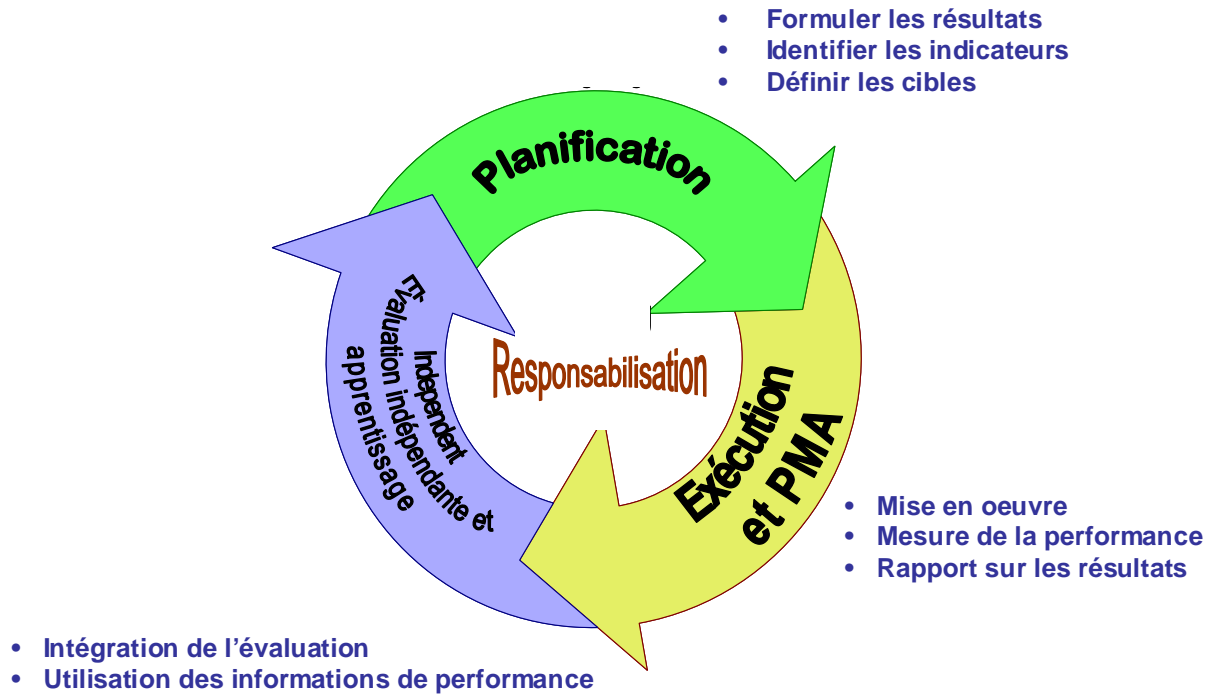 • Formuler les résultats
• Identifier les indicateurs
• Définir les cibles
Planification
Responsabilisation
Exécution
et PMA
• Mise en oeuvre
• Mesure de la performance
• Rapport sur les résultats
Independent
Évaluation indépendante et
apprentissage
• Intégration de l’évaluation
• Utilisation des informations de performance